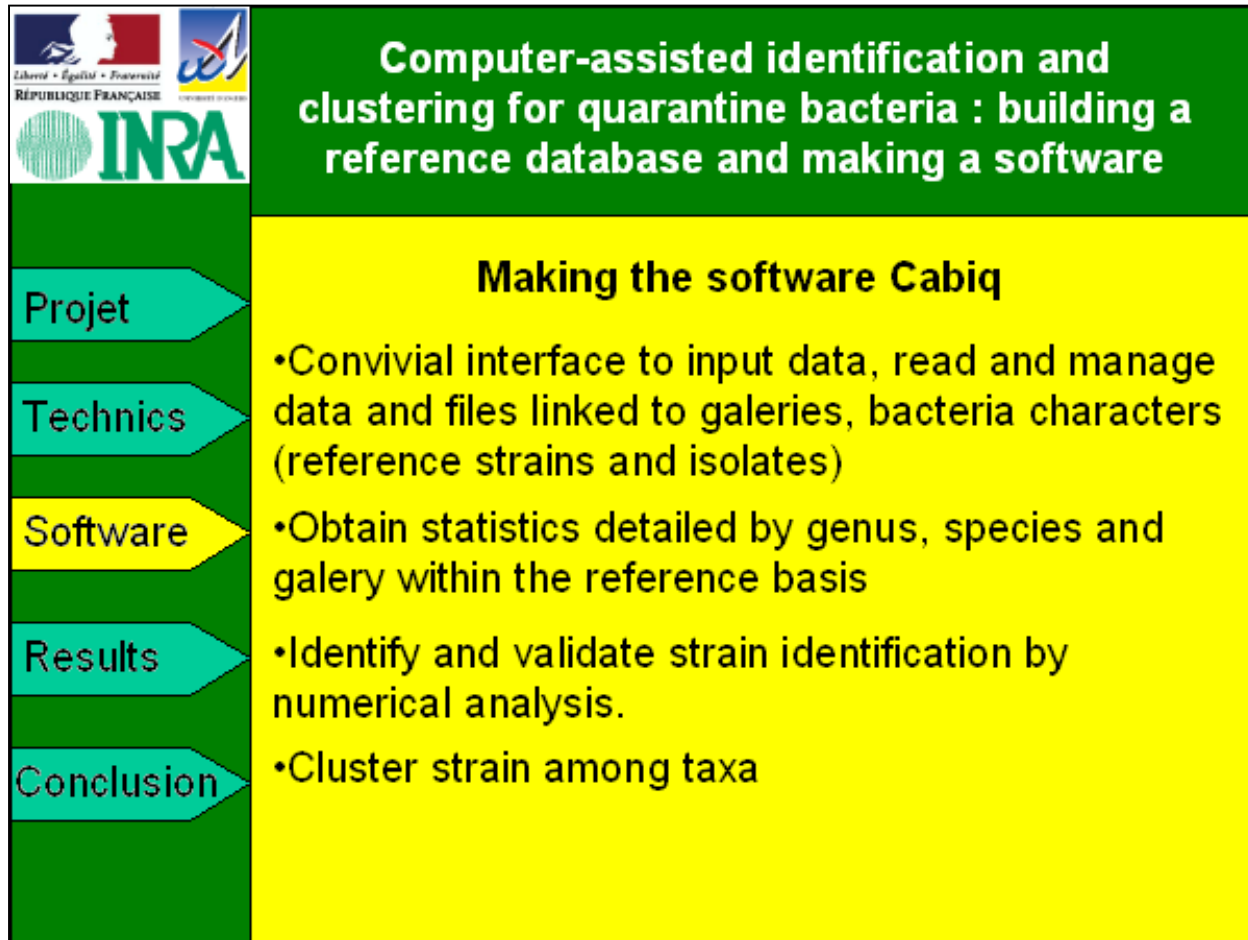 Liberté • Égalité • Fraternité
RÉPUBLIQUE FRANÇAISE
INRA
Computer-assisted identification and
clustering for quarantine bacteria : building a
reference database and making a software
Projet
Technics
Software
Results
Conclusion
Making the software Cabiq
•Convivial interface to input data, read and manage
data and files linked to galeries, bacteria characters
(reference strains and isolates)
•Obtain statistics detailed by genus, species and
galery within the reference basis
•Identify and validate strain identification by
numerical analysis.
•Cluster strain among taxa